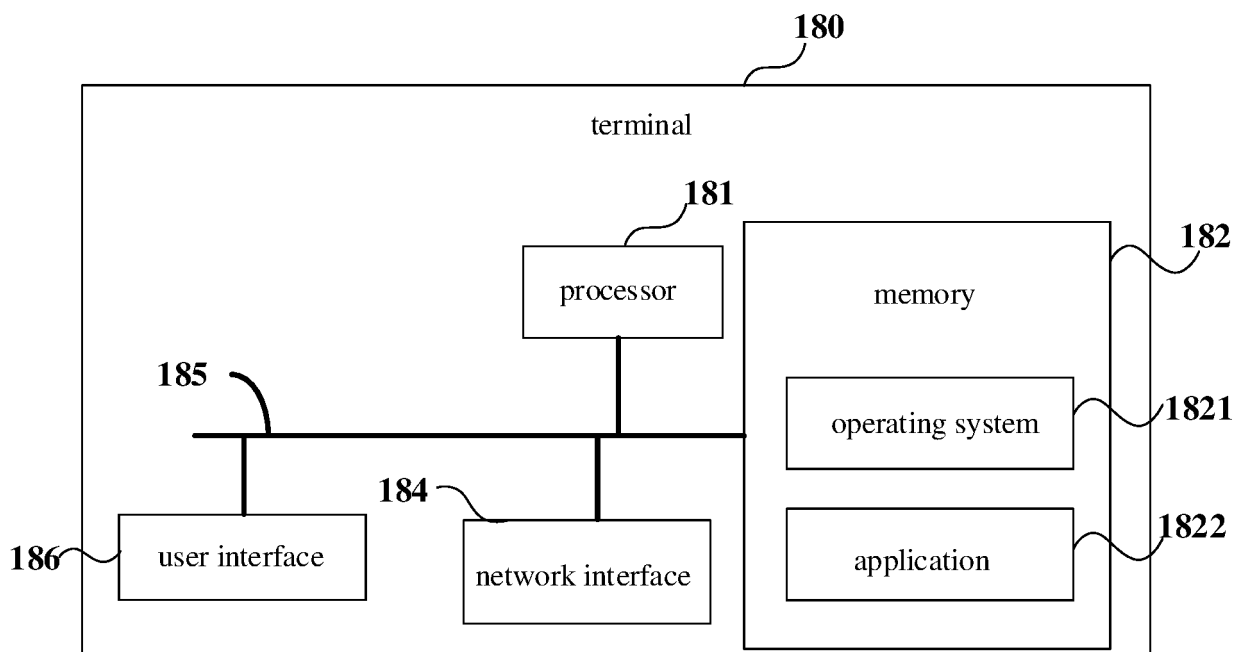 180
terminal
181
182
processor
memory
185
1821
operating system
184
1822
186
user interface
network interface
application